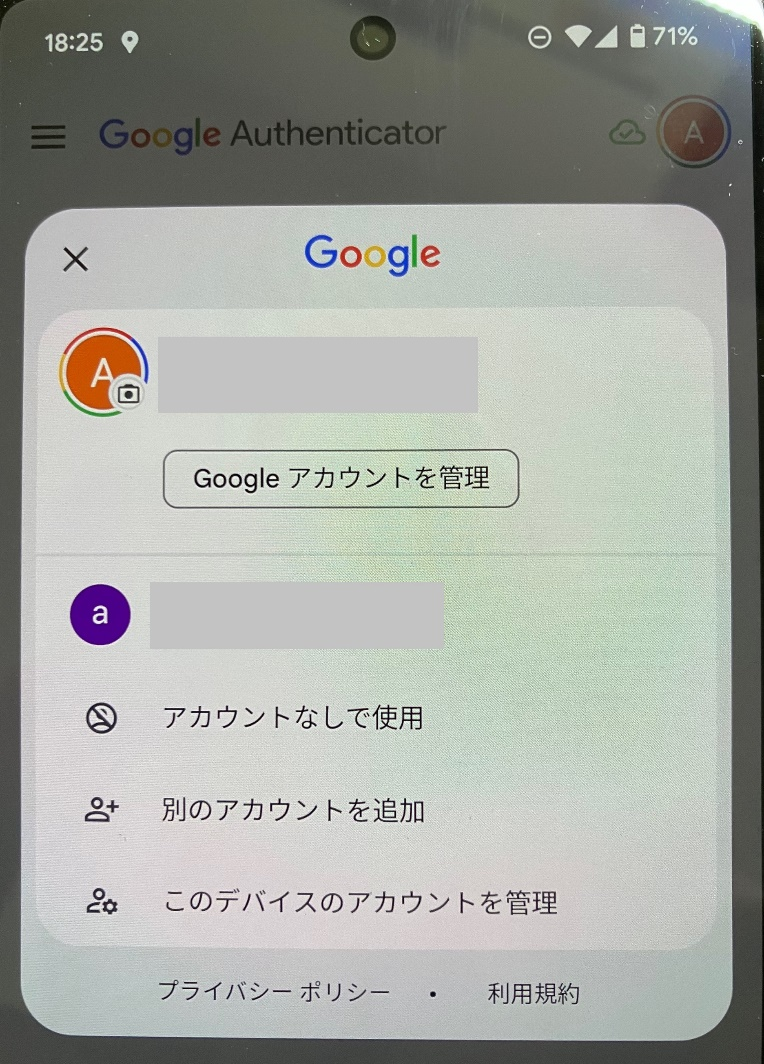 18:25 71%
Google Authenticator A
Google
A
Google アカウントを管理
a
アカウントなしで使用
別のアカウントを追加
このデバイスのアカウントを管理
プライバシー ポリシー • 利用規約